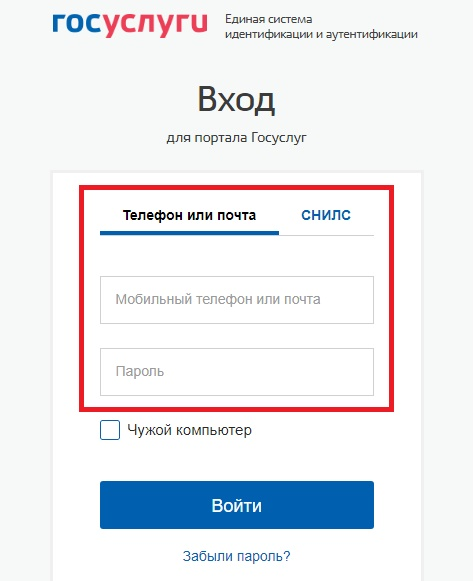 госуслуги
Единая система
идентификации и аутентификации
Вход
для портала Госуслуг
Телефон или почта СНИЛС
Мобильный телефон или почта
Пароль
Чужой компьютер
Войти
Забыли пароль?